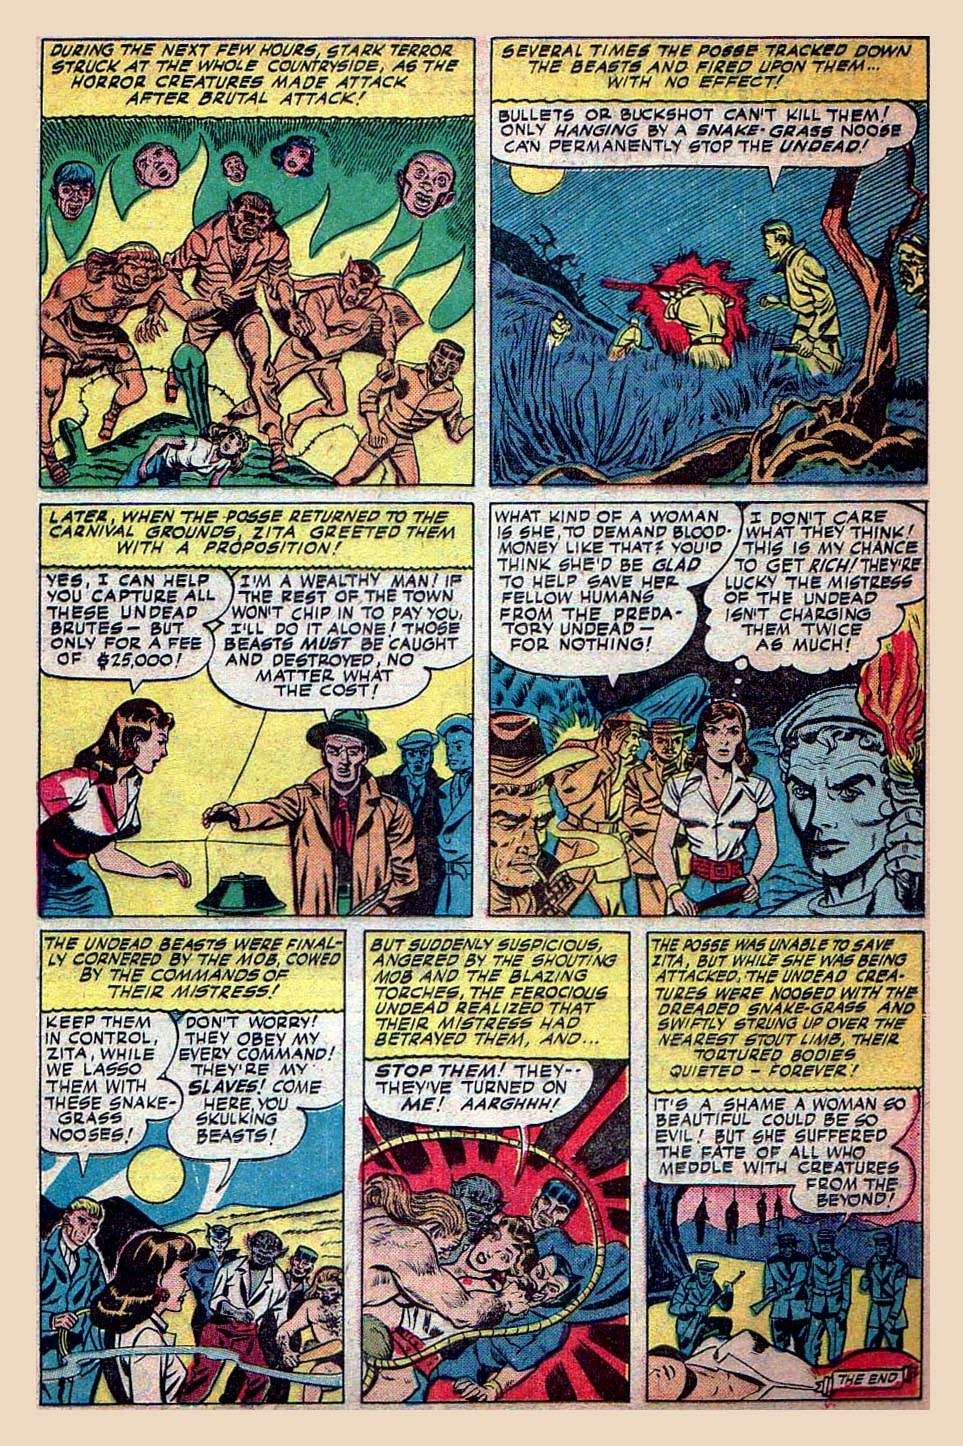 DURING THE NEXT FEW HOURS, STARK TERROR
STRUCK AT THE WHOLE COUNTRYSIDE, AS THE
HORROR CREATURES MADE ATTACK
AFTER BRUTAL ATTACK!
SEVERAL TIMES THE POSSE TRACKED DOWN
THE BEASTS AND FIRED UPON THEM...
WITH NO EFFECT!
BULLETS OR BUCKSHOT CAN'T KILL THEM!
ONLY HANGING BY A SNAKE-GRASS NOOSE
CAN PERMANENTLY STOP THE UNDEAD!
LATER, WHEN THE POSSE RETURNED TO THE
CARNIVAL GROUNDS, ZITA GREETED THEM
WITH A PROPOSITION!
YES, I CAN HELP
YOU CAPTURE ALL
THESE UNDEAD
BRUTES- BUT
ONLY FOR A FEE
OF $25,000!
I'M A WEALTHY MAN! IF
THE REST OF THE TOWN
WON'T CHIP IN TO PAY YOU,
I'LL DO IT ALONE! THOSE
BEASTS MUST BE CAUGHT
AND DESTROYED, NO
MATTER WHAT
THE COST!
WHAT KIND OF A WOMAN
IS SHE, TO DEMAND BLOOD-
MONEY LIKE THAT? YOU'D
THINK SHE'D BE GLAD
TO HELP SAVE HER
FELLOW HUMANS
FROM THE PREDA-
TORY UNDEAD -
FOR NOTHING!
I DON'T CARE
WHAT THEY THINK!
THIS IS MY CHANCE
TO GET RICH! THEY'RE
LUCKY THE MISTRESS
OF THE UNDEAD
ISN'T CHARGING
THEM TWICE
AS MUCH!
THE UNDEAD BEASTS WERE FINAL-
LY CORNERED BY THE MOB, COWED
BY THE COMMANDS OF
THEIR MISTRESS!
KEEP THEM
IN CONTROL,
ZITA, WHILE
WE LASSO
THEM WITH
THESE SNAKE-
GRASS
NOOSES!
DON'T WORRY!
THEY OBEY MY
EVERY COMMAND!
THEY'RE MY
SLAVES! COME
HERE, YOU
SKULKING
BEASTS!
BUT SUDDENLY SUSPICIOUS,
ANGERED BY THE SHOUTING
MOB AND THE BLAZING
TORCHES, THE FEROCIOUS
UNDEAD REALIZED THAT
THEIR MISTRESS HAD
BETRAYED THEM, AND...
STOP THEM! THEY--
THEY'VE TURNED ON
ME! AARGHHH!
THE POSSE WAS UNABLE TO SAVE
ZITA, BUT WHILE SHE WAS BEING
ATTACKED, THE UNDEAD CREA-
TURES WERE NOOSED WITH THE
DREADED SNAKE-GRASS AND
SWIFTLY STRUNG UP OVER THE
NEAREST STOUT LIMB, THEIR
TORTURED BODIES
QUIETED - FOREVER!
IT'S A SHAME A WOMAN SO
BEAUTIFUL COULD BE SO
EVIL! BUT SHE SUFFERED
THE FATE OF ALL WHO
MEDDLE WITH CREATURES
FROM THE
BEYOND!
THE END